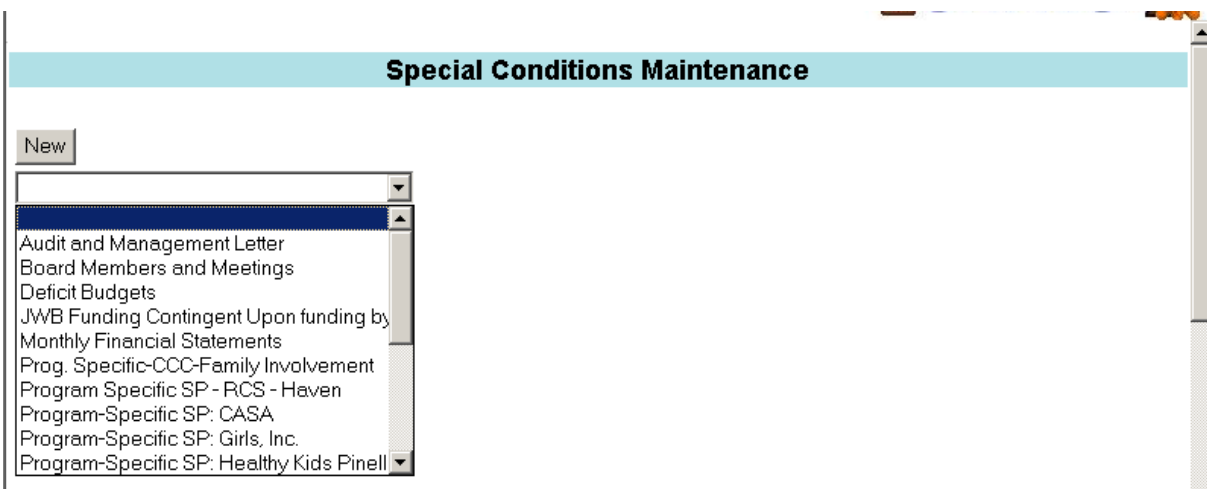 Special Conditions Maintenance
New
Audit and Management Letter
Board Members and Meetings
Deficit Budgets
JWB Funding Contingent Upon funding by
Monthly Financial Statements
Prog. Specific-CCC-Family Involvement
Program Specific SP - RCS - Haven
Program-Specific SP: CASA
Program-Specific SP: Girls, Inc.
Program-Specific SP: Healthy Kids Pinell